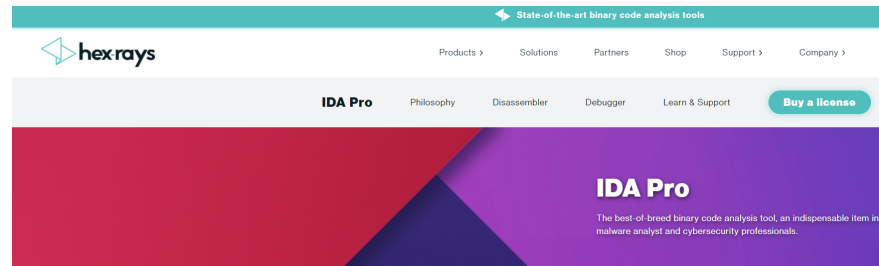 State-of-the-art binary code analysis tools
hex rays
Products › Solutions Partners Shop Support › Company ›
IDA Pro Philosophy Disassembler Debugger Learn & Support Buy a license
IDA Pro
The best-of-breed binary code analysis tool, an indispensable item in
malware analyst and cybersecurity professionals.